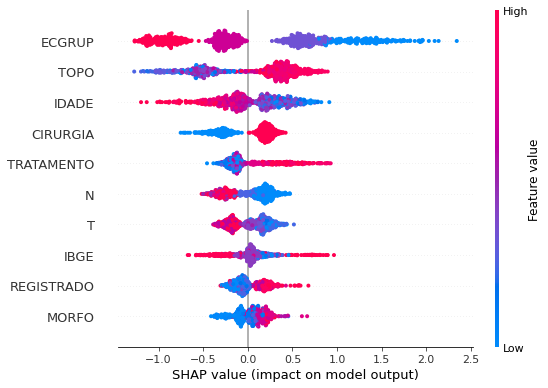 High
ECGRUP
TOPO
IDADE
CIRURGIA
TRATAMENTO
N
T
IBGE
REGISTRADO
MORFO
Feature value
Low
−1.0 −0.5 0.0 0.5 1.0 1.5 2.0 2.5
SHAP value (impact on model output)